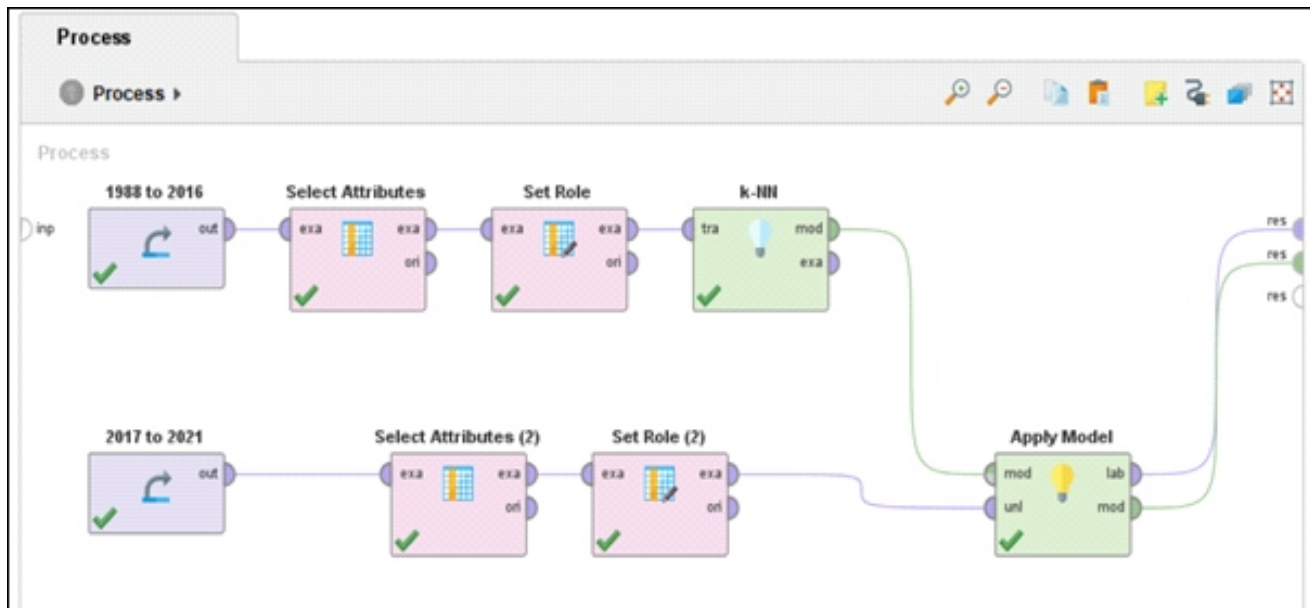 Process
Process
Process
1988 to 2016 Select Attributes Set Role k-NN
inp out exa exa exa exa tra mod res
ori ori exa res
res
2017 to 2021 Select Attributes (2) Set Role (2) Apply Model
out exa exa exa exa mod lab
ori ori unl mod